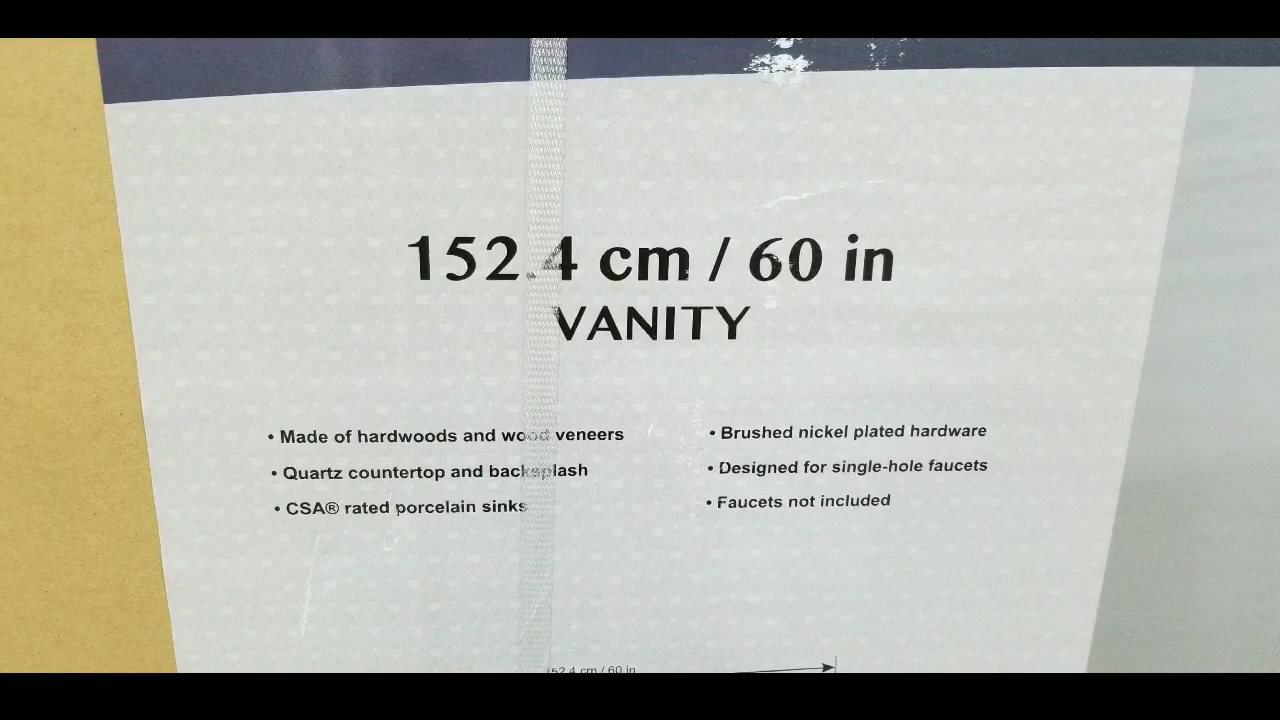 152.4 cm / 60 in
VANITY
• Made of hardwoods and wood veneers
• Quartz countertop and backsplash
• CSA® rated porcelain sinks
• Brushed nickel plated hardware
• Designed for single-hole faucets
• Faucets not included
152.4 cm / 60 in